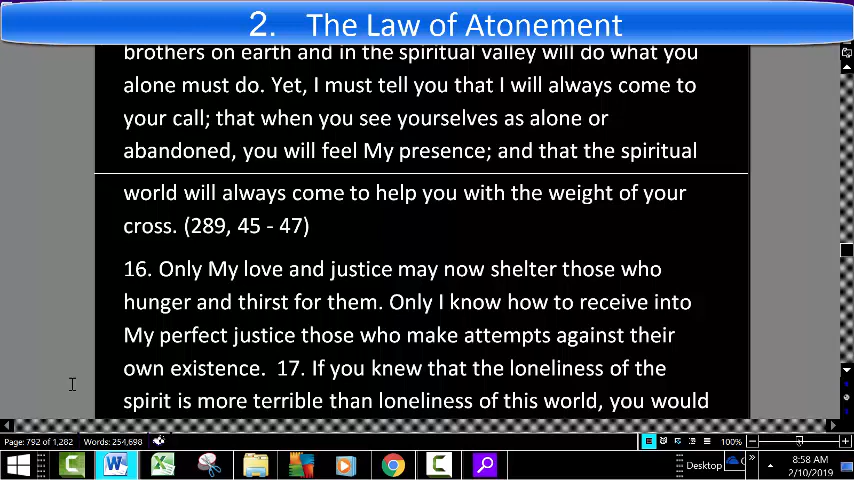 2. The Law of Atonement
brothers on earth and in the spiritual valley will do what you
alone must do. Yet, I must tell you that I will always come to
your call; that when you see yourselves as alone or
abandoned, you will feel My presence; and that the spiritual
world will always come to help you with the weight of your
cross. (289, 45 - 47)
16. Only My love and justice may now shelter those who
hunger and thirst for them. Only I know how to receive into
My perfect justice those who make attempts against their
own existence. 17. If you knew that the loneliness of the
spirit is more terrible than loneliness of this world, you would
Page: 792 of 1,282 Words: 254,698 100%
Desktop 8:58 AM
2/10/2019